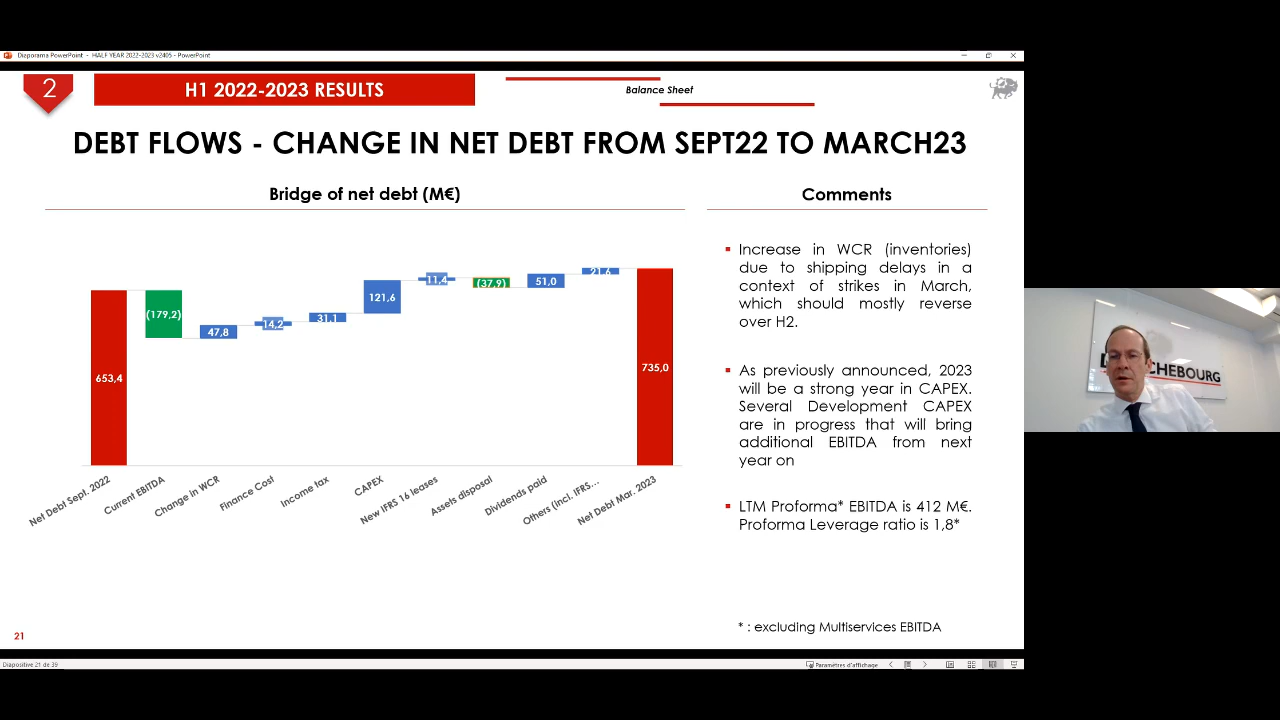 Diaporama PowerPoint - HALF YEAR 2022-2023 v2405 - PowerPoint
2
H1 2022-2023 RESULTS
Balance Sheet
DEBT FLOWS - CHANGE IN NET DEBT FROM SEPT22 TO MARCH23
Bridge of net debt (M€)
653,4
(179,2)
47,8
14,2
31,1
121,6
11,4
(37,9)
51,0
21,6
735,0
Net Debt Sept. 2022
Current EBITDA
Change in WCR
Finance Cost
Income tax
CAPEX
New IFRS 16 leases
Assets disposal
Dividends paid
Others (incl. IFRS...
Net Debt Mar. 2023
Comments
▪ Increase in WCR (inventories)
due to shipping delays in a
context of strikes in March,
which should mostly reverse
over H2.
▪ As previously announced, 2023
will be a strong year in CAPEX.
Several Development CAPEX
are in progress that will bring
additional EBITDA from next
year on
▪ LTM Proforma* EBITDA is 412 M€.
Proforma Leverage ratio is 1,8*
* : excluding Multiservices EBITDA
21
Diapositive 21 de 39
Paramètres d'affichage